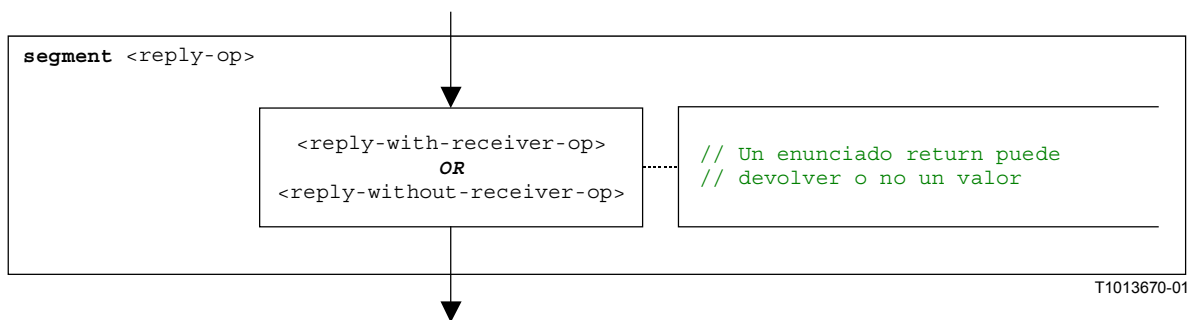 segment <reply-op>
<reply-with-receiver-op>
OR
<reply-without-receiver-op>
// Un enunciado return puede
// devolver o no un valor
T1013670-01